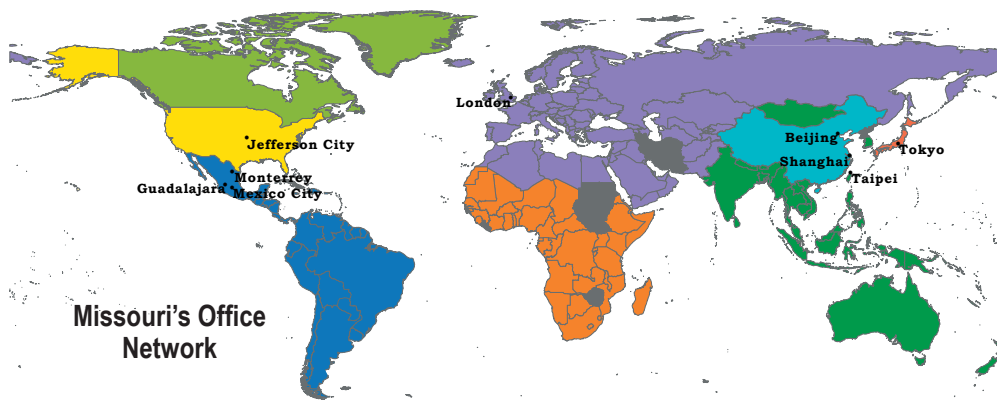 London
Beijing
Tokyo
Jefferson City
Shanghai
Monterrey
Taipei
Guadalajara
Mexico City
Missouri's Office
Network